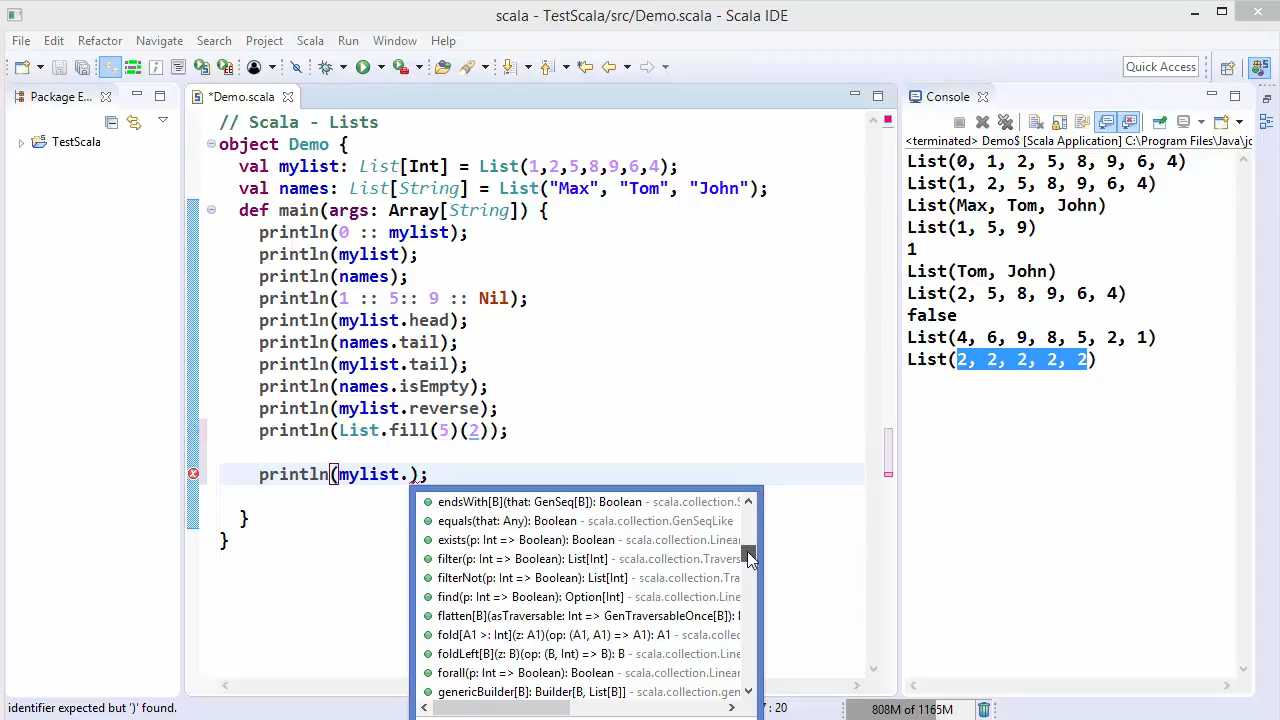 scala - TestScala/src/Demo.scala - Scala IDE
File Edit Refactor Navigate Search Project Scala Run Window Help
Quick Access
Package E...
*Demo.scala
Console
TestScala
<terminated> Demo$ [Scala Application] C:\Program Files\Java\j
// Scala - Lists
object Demo {
val mylist: List[Int] = List(1,2,5,8,9,6,4);
val names: List[String] = List("Max", "Tom", "John");
def main(args: Array[String]) {
println(0 :: mylist);
println(mylist);
println(names);
println(1 :: 5:: 9 :: Nil);
println(mylist.head);
println(names.tail);
println(mylist.tail);
println(names.isEmpty);
println(mylist.reverse);
println(List.fill(5)(2));
println(mylist.);
}
}
endsWith[B](that: GenSeq[B]): Boolean - scala.collection.S
equals(that: Any): Boolean - scala.collection.GenSeqLike
exists(p: Int => Boolean): Boolean - scala.collection.Linear
filter(p: Int => Boolean): List[Int] - scala.collection.Travers
filterNot(p: Int => Boolean): List[Int] - scala.collection.Tra
find(p: Int => Boolean): Option[Int] - scala.collection.Line
flatten[B](asTraversable: Int => GenTraversableOnce[B]):
fold[A1 >: Int](z: A1)(op: (A1, A1) => A1): A1 - scala.collec
foldLeft[B](z: B)(op: (B, Int) => B): B - scala.collection.Line
forall(p: Int => Boolean): Boolean - scala.collection.Linear
genericBuilder[B]: Builder[B, List[B]] - scala.collection.gen
List(0, 1, 2, 5, 8, 9, 6, 4)
List(1, 2, 5, 8, 9, 6, 4)
List(Max, Tom, John)
List(1, 5, 9)
1
List(Tom, John)
List(2, 5, 8, 9, 6, 4)
false
List(4, 6, 9, 8, 5, 2, 1)
List(2, 2, 2, 2, 2)
identifier expected but ')' found.
: 20
808M of 1165M